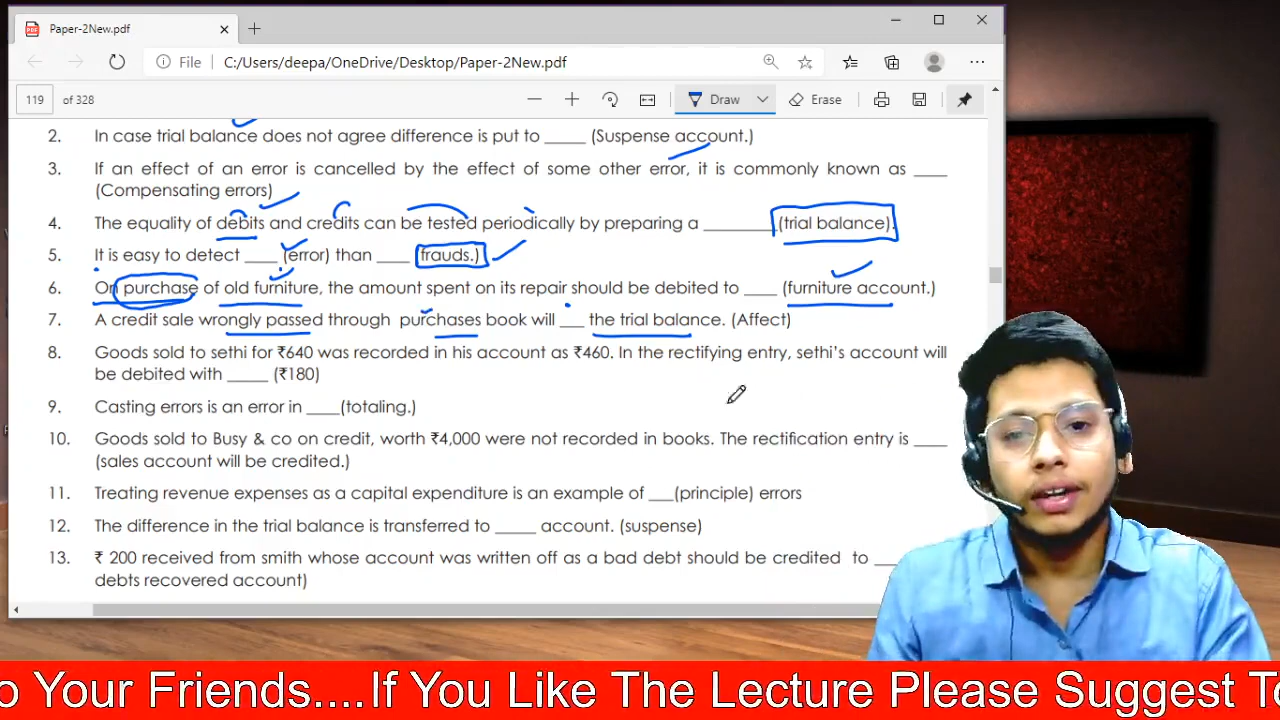 Paper-2New.pdf
File
C:/Users/deepa/OneDrive/Desktop/Paper-2New.pdf
119 of 328
Draw
Erase
2. In case trial balance does not agree difference is put to ____ (Suspense account.)
3. If an effect of an error is cancelled by the effect of some other error, it is commonly known as ____
(Compensating errors)
4. The equality of debits and credits can be tested periodically by preparing a ________ (trial balance).
5. It is easy to detect ____ (error) than ____ frauds.)
6. On purchase of old furniture, the amount spent on its repair should be debited to ____ (furniture account.)
7. A credit sale wrongly passed through purchases book will ___ the trial balance. (Affect)
8. Goods sold to sethi for ₹640 was recorded in his account as ₹460. In the rectifying entry, sethi's account will
be debited with _____ (₹180)
9. Casting errors is an error in ____(totaling.)
10. Goods sold to Busy & co on credit, worth ₹4,000 were not recorded in books. The rectification entry is ____
(sales account will be credited.)
11. Treating revenue expenses as a capital expenditure is an example of ___(principle) errors
12. The difference in the trial balance is transferred to _____ account. (suspense)
13. ₹ 200 received from smith whose account was written off as a bad debt should be credited to ___
debts recovered account)
o Your Friends....If You Like The Lecture Please Suggest To